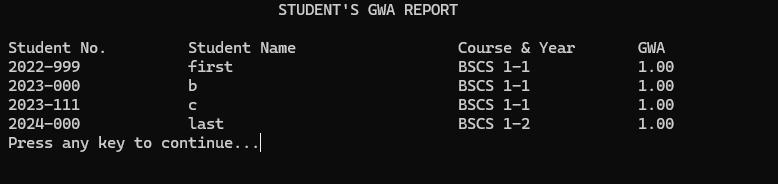 STUDENT'S GWA REPORT
Student No. Student Name Course & Year GWA
2022-999 first BSCS 1-1 1.00
2023-000 b BSCS 1-1 1.00
2023-111 c BSCS 1-1 1.00
2024-000 last BSCS 1-2 1.00
Press any key to continue...